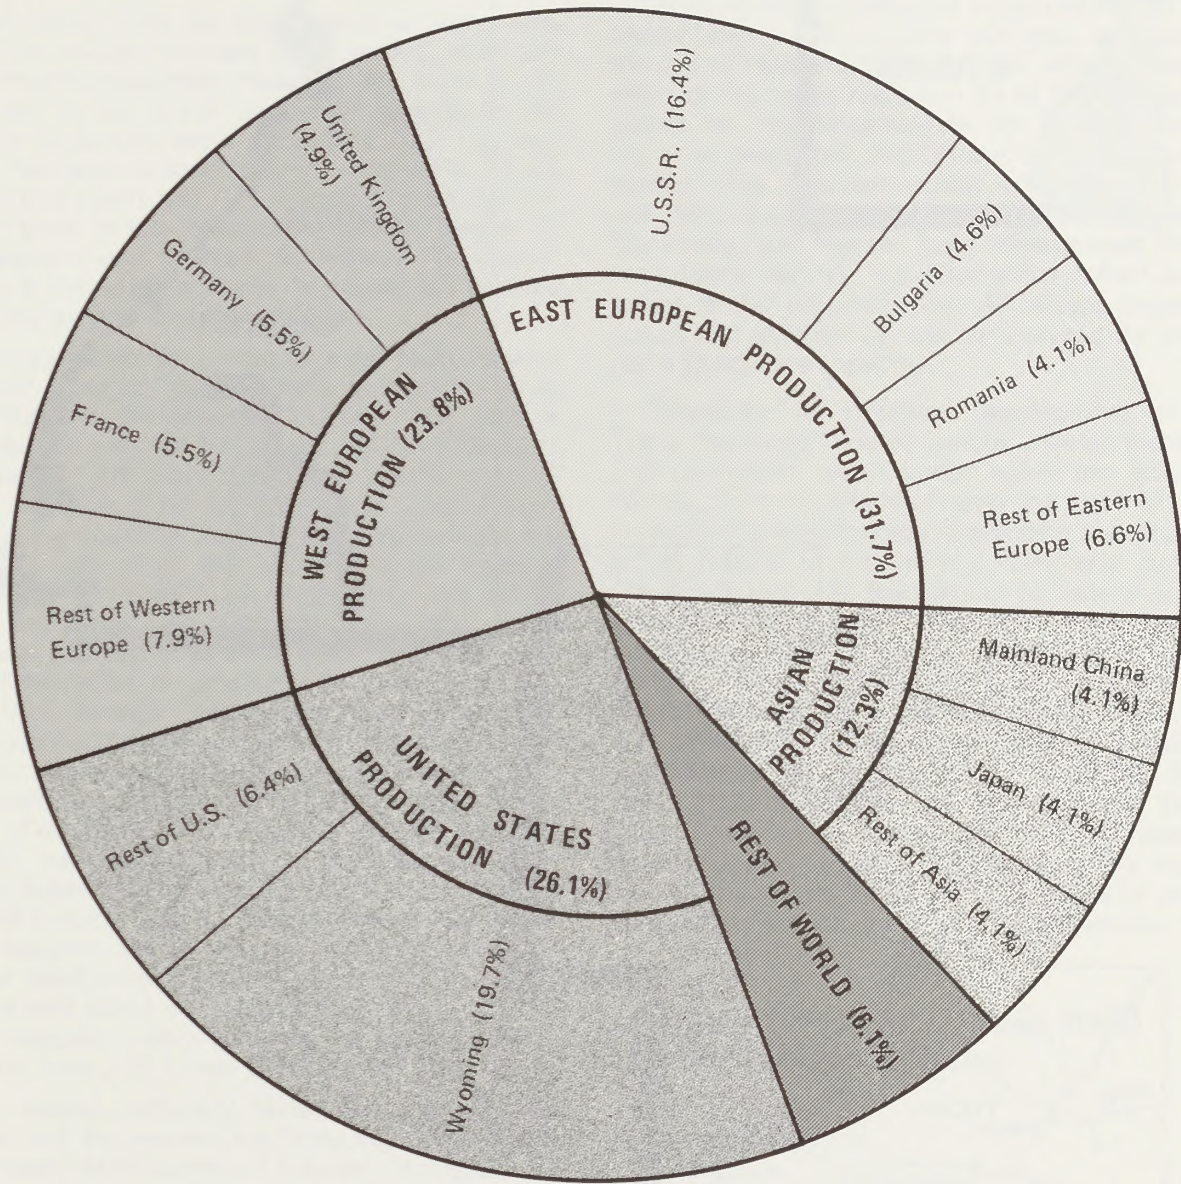 EAST EUROPEAN PRODUCTION (31.7%)
U.S.S.R. (16.4%)
Bulgaria (4.6%)
Romania (4.1%)
Rest of Eastern
Europe (6.6%)
ASIAN
PRODUCTION
(12.3%)
Mainland China
(4.1%)
Japan (4.1%)
Rest of Asia (4.1%)
REST OF WORLD (6.1%)
UNITED STATES
PRODUCTION (26.1%)
Wyoming (19.7%)
Rest of U.S. (6.4%)
WEST EUROPEAN
PRODUCTION (23.8%)
Rest of Western
Europe (7.9%)
France (5.5%)
Germany (5.5%)
United Kingdom
(4.9%)